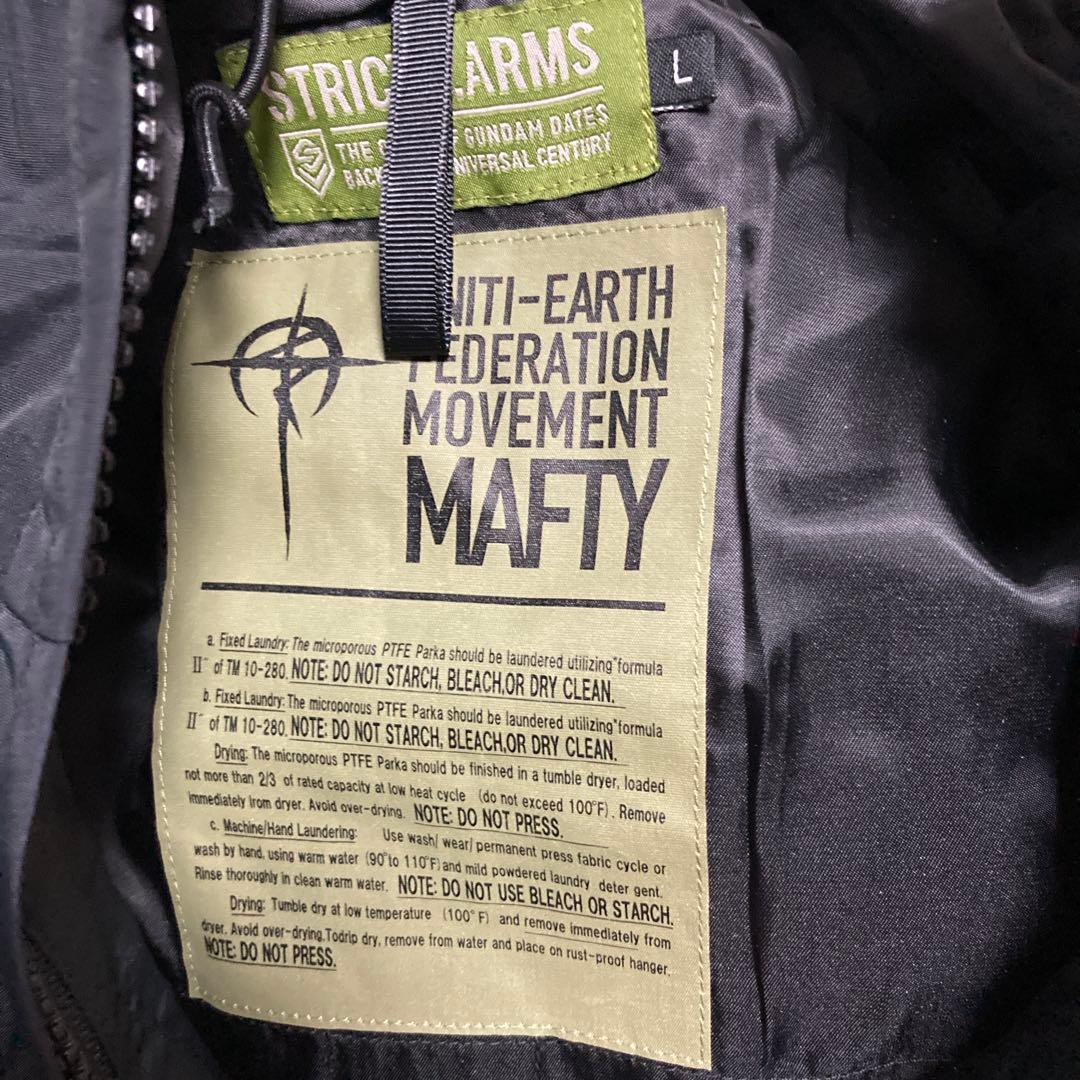 STRIC ARMS
L
THE GUNDAM DATES
BACK UNIVERSAL CENTURY
NITI-EARTH
FEDERATION
MOVEMENT
MAFTY
a. Fixed Laundry: The microporous PTFE Parka should be laundered utilizing"formula
II" of TM 10-280. NOTE: DO NOT STARCH, BLEACH,OR DRY CLEAN.
b. Fixed Laundry: The microporous PTFE Parka should be laundered utilizing"formula
II" of TM 10-280. NOTE: DO NOT STARCH, BLEACH,OR DRY CLEAN.
Drying: The microporous PTFE Parka should be finished in a tumble dryer, loaded
not more than 2/3 of rated capacity at low heat cycle (do not exceed 100°F). Remove
immediately from dryer. Avoid over-drying. NOTE: DO NOT PRESS.
c. Machine/Hand Laundering: Use wash/ wear/ permanent press fabric cycle or
wash by hand, using warm water (90°to 110°F)and mild powdered laundry deter gent.
Rinse thoroughly in clean warm water. NOTE: DO NOT USE BLEACH OR STARCH.
Drying: Tumble dry at low temperature (100°F) and remove immediately from
dryer. Avoid over-drying.Todrip dry, remove from water and place on rust-proof hanger.
NOTE: DO NOT PRESS.